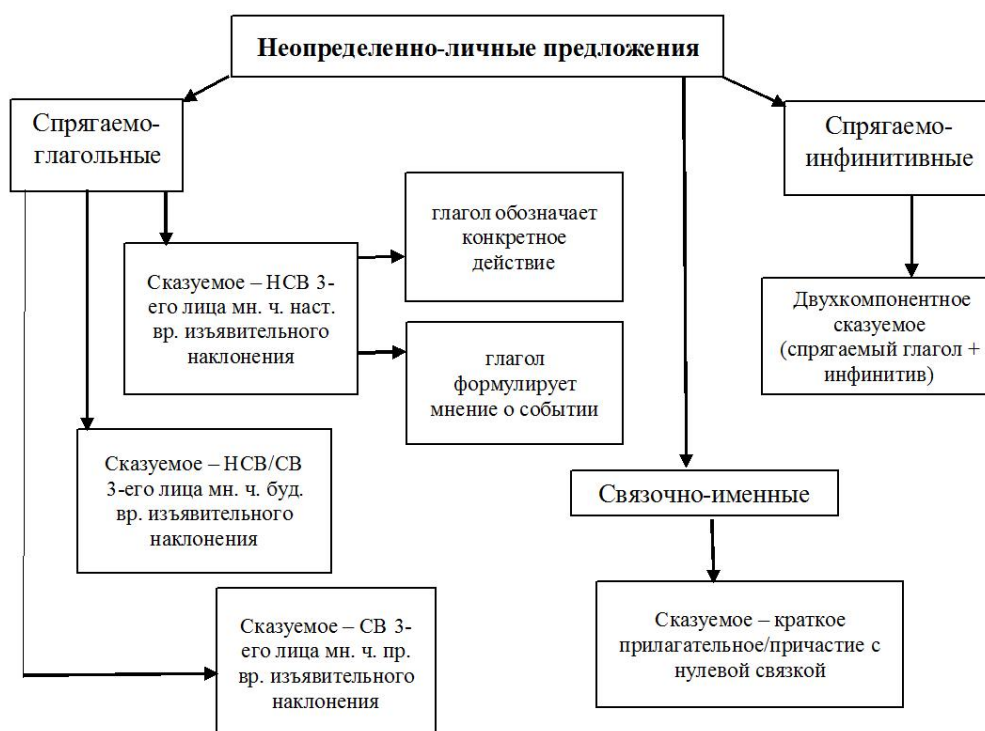 Неопределенно-личные предложения
Спрягаемо-
глагольные
Спрягаемо-
инфинитивные
глагол обозначает
конкретное
действие
Сказуемое – НСВ 3-
его лица мн. ч. наст.
вр. изъявительного
наклонения
Двухкомпонентное
сказуемое
(спрягаемый глагол +
инфинитив)
глагол
формулирует
мнение о событии
Сказуемое – НСВ/СВ
3-его лица мн. ч. буд.
вр. изъявительного
наклонения
Связочно-именные
Сказуемое – СВ 3-
его лица мн. ч. пр.
вр. изъявительного
наклонения
Сказуемое – краткое
прилагательное/причастие с
нулевой связкой